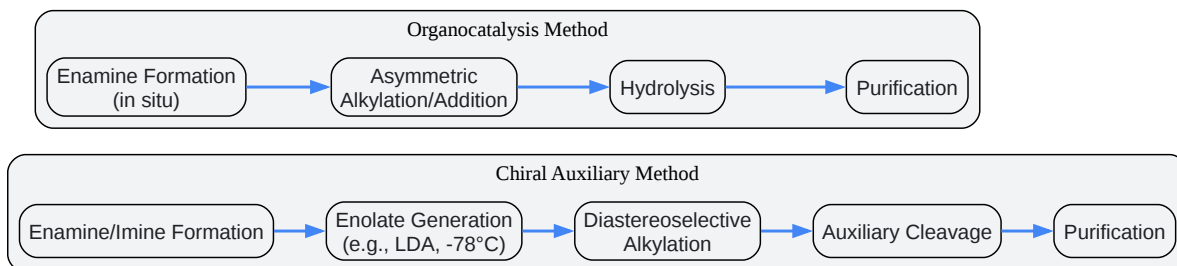 Organocatalysis Method
Enamine Formation
(in situ)
Asymmetric
Alkylation/Addition
Hydrolysis
Purification
Chiral Auxiliary Method
Enamine/Imine Formation
Enolate Generation
(e.g., LDA, -78°C)
Diastereoselective
Alkylation
Auxiliary Cleavage
Purification